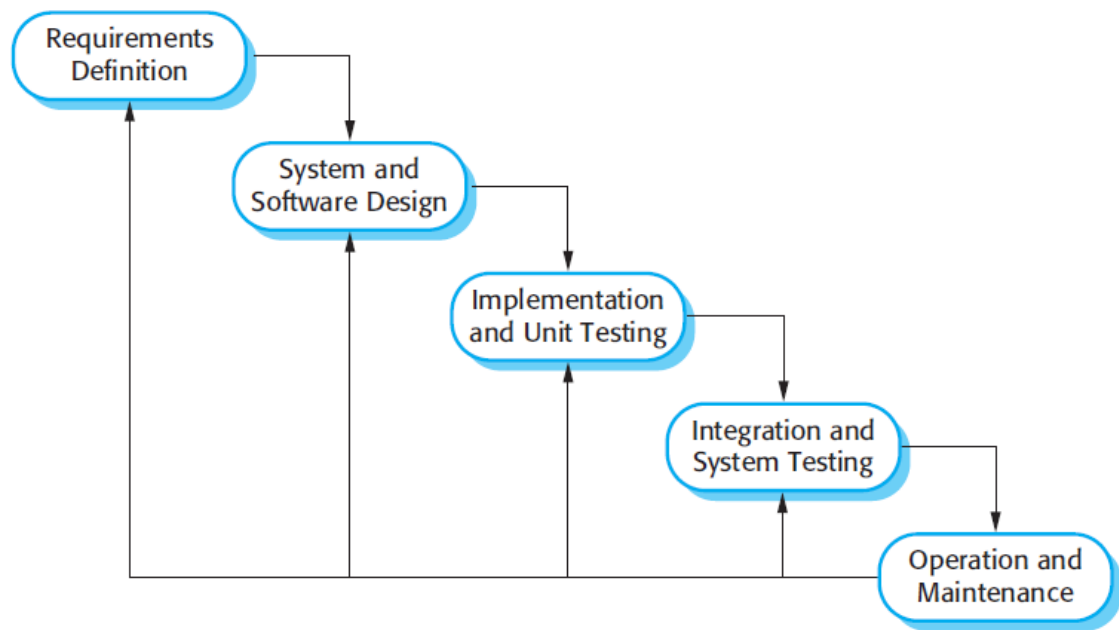 Requirements
Definition
System and
Software Design
Implementation
and Unit Testing
Integration and
System Testing
Operation and
Maintenance